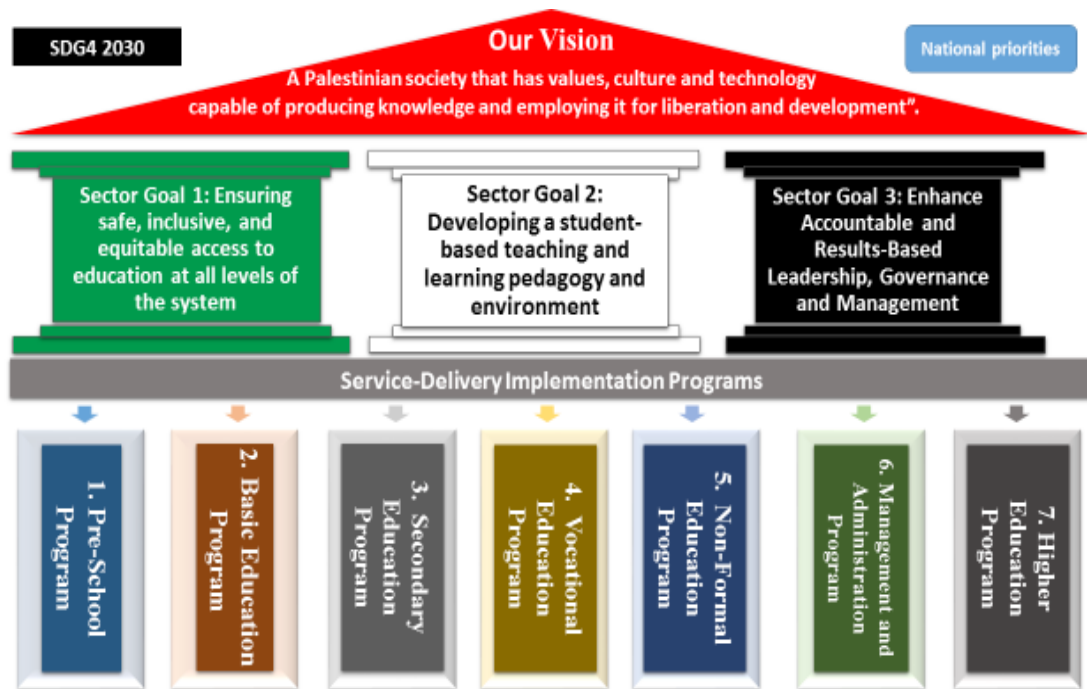 SDG4 2030
Our Vision
National priorities
A Palestinian society that has values, culture and technology
capable of producing knowledge and employing it for liberation and development”.
Sector Goal 1: Ensuring
safe, inclusive, and
equitable access to
education at all levels of
the system
Sector Goal 2:
Developing a student-
based teaching and
learning pedagogy and
environment
Sector Goal 3: Enhance
Accountable and
Results-Based
Leadership, Governance
and Management
Service-Delivery Implementation Programs
1. Pre-School
Program
2. Basic Education
Program
3. Secondary
Education
Program
4. Vocational
Education
Program
5. Non-Formal
Education
Program
6. Management and
Administration
Program
7. Higher
Education
Program